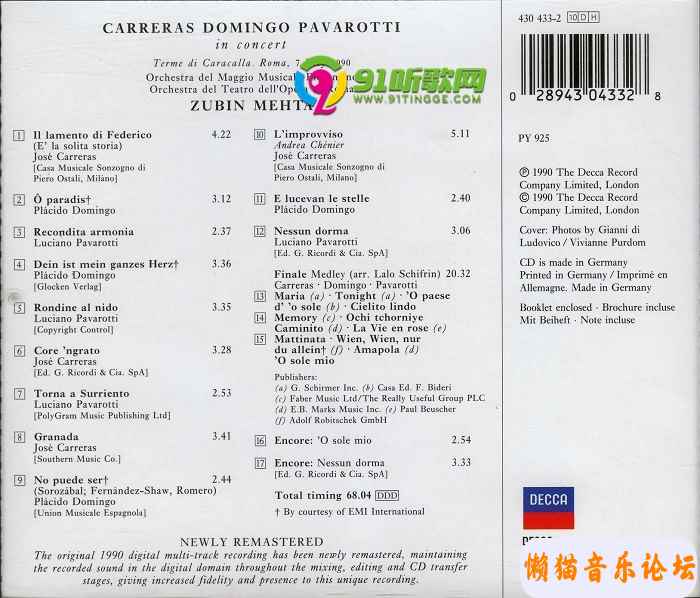 CARRERAS DOMINGO PAVAROTTI
in concert
Terme di Caracalla. Roma, 7 1990
Orchestra del Maggio Musicale
Orchestra del Teatro dell'Opera
ZUBIN MEHTA
91听歌网
WWW.91TINGGE.COM
1 Il lamento di Federico 4.22
(E' la solita storia)
José Carreras
[Casa Musicale Sonzogno di
Piero Ostali, Milano]
2 Ô paradis† 3.12
Plácido Domingo
3 Recondita armonia 2.37
Luciano Pavarotti
4 Dein ist mein ganzes Herz† 3.36
Plácido Domingo
[Glocken Verlag]
5 Rondine al nido 3.35
Luciano Pavarotti
[Copyright Control]
6 Core 'ngrato 3.28
José Carreras
[Ed. G. Ricordi & Cia. SpA]
7 Torna a Surriento 2.53
Luciano Pavarotti
[PolyGram Music Publishing Ltd]
8 Granada 3.41
José Carreras
[Southern Music Co.]
9 No puede ser† 2.44
(Sorozábal; Fernández-Shaw, Romero)
Plácido Domingo
[Union Musicale Espagnola]
10 L'improvviso 5.11
Andrea Chénier
José Carreras
[Casa Musicale Sonzogno di
Piero Ostali, Milano]
11 E lucevan le stelle 2.40
Plácido Domingo
12 Nessun dorma 3.06
Luciano Pavarotti
[Ed. G. Ricordi & Cia. SpA]
Finale Medley (arr. Lalo Schifrin) 20.32
Carreras · Domingo · Pavarotti
13 Maria (a) · Tonight (a) · 'O paese
d' 'o sole (b) · Cielito lindo
14 Memory (c) · Ochi thorniye
Caminito (d) · La Vie en rose (e)
15 Mattinata · Wien, Wien, nur
du allein† (f) · Amapola (d)
'O sole mio
Publishers:
(a) G. Schirmer Inc. (b) Casa Ed. F. Bideri
(c) Faber Music Ltd/The Really Useful Group PLC
(d) E.B. Marks Music Inc. (e) Paul Beuscher
(f) Adolf Robitschek GmbH
16 Encore: 'O sole mio 2.54
17 Encore: Nessun dorma 3.33
[Ed. G. Ricordi & Cia. SpA]
Total timing 68.04 DDD
† By courtesy of EMI International
NEWLY REMASTERED
The original 1990 digital multi-track recording has been newly remastered, maintaining
the recorded sound in the digital domain throughout the mixing, editing and CD transfer
stages, giving increased fidelity and presence to this unique recording.
430 433-2 10 D H
0 28943 04332 8
PY 925
Ⓟ 1990 The Decca Record
Company Limited, London
© 1990 The Decca Record
Company Limited, London
Cover: Photos by Gianni di
Ludovico / Vivianne Purdom
CD is made in Germany
Printed in Germany / Imprimé en
Allemagne. Made in Germany
Booklet enclosed · Brochure incluse
Mit Beiheft · Note incluse
DECCA
懒猫音乐论坛